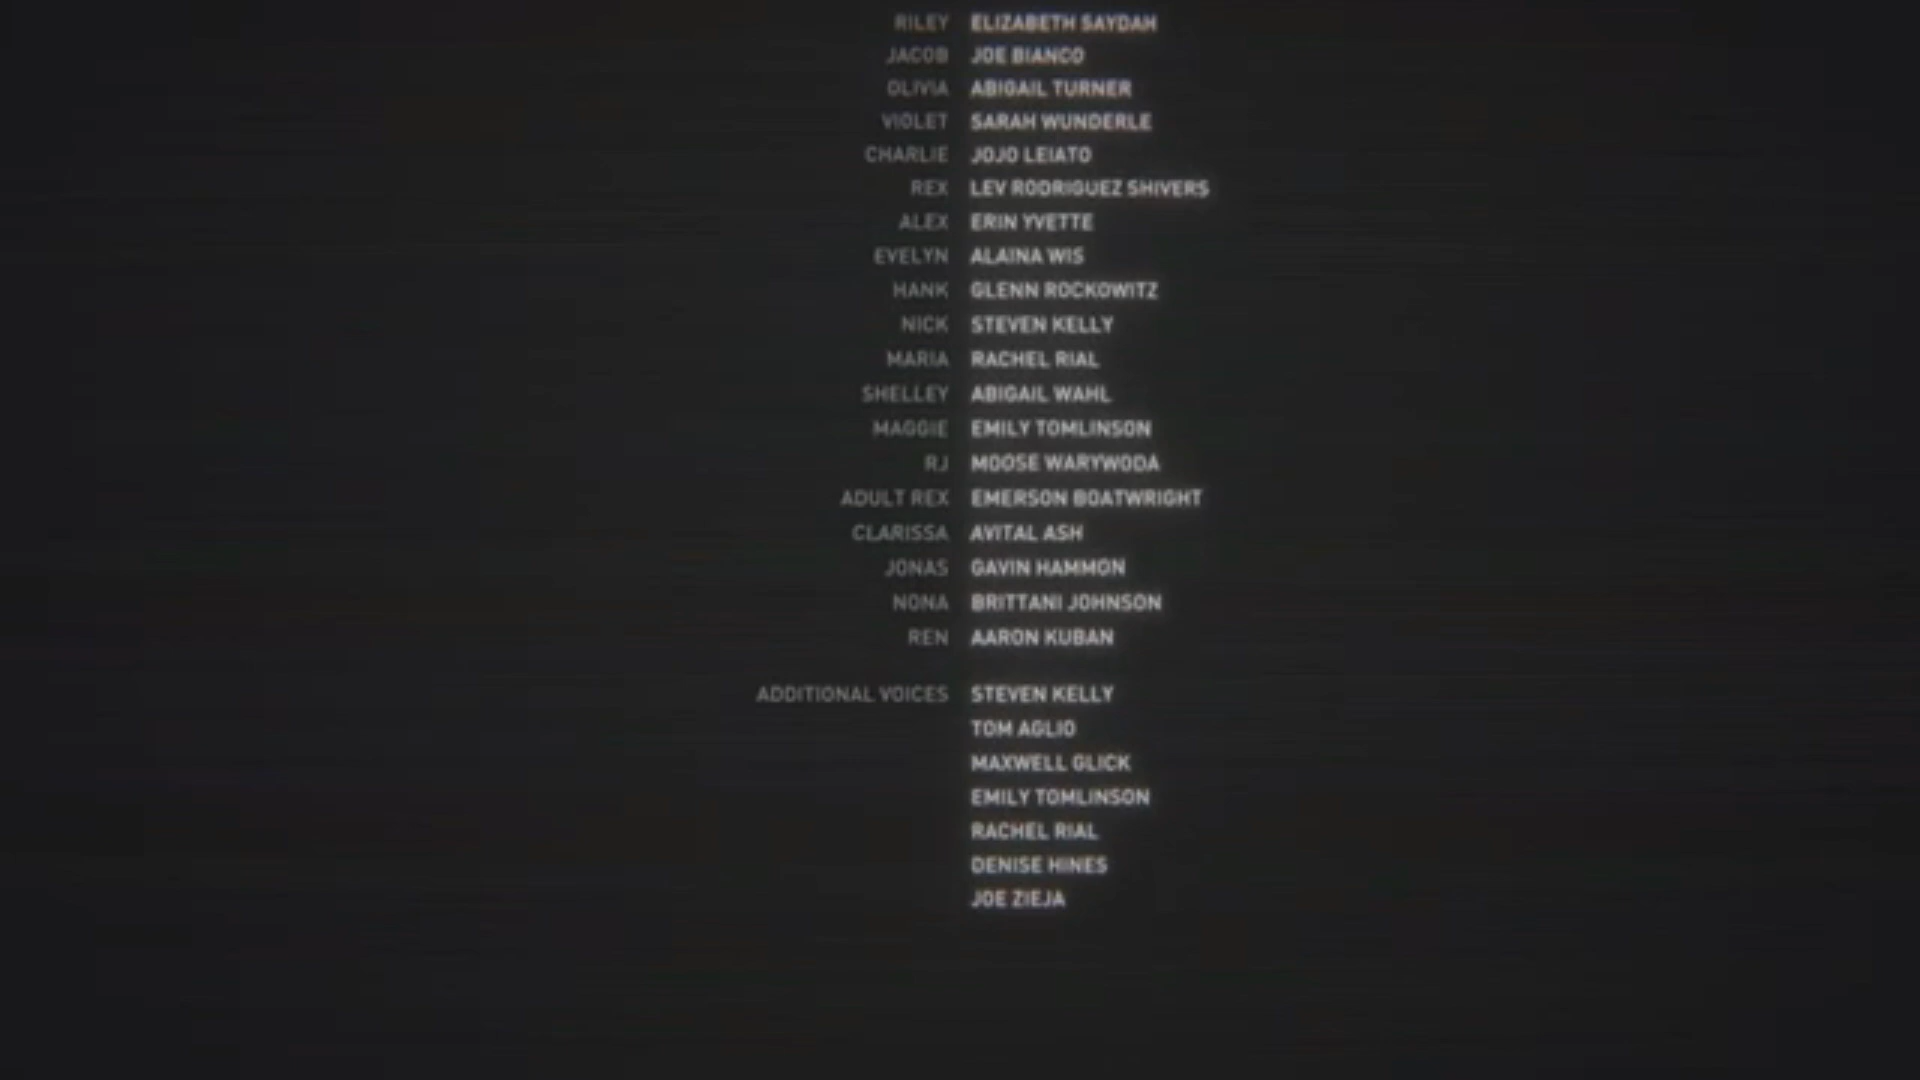 RILEY ELIZABETH SAYDAH
JACOB JOE BIANCO
OLIVIA ABIGAIL TURNER
VIOLET SARAH WUNDERLE
CHARLIE JOJO LEIATO
REX LEV RODRIGUEZ SHIVERS
ALEX ERIN YVETTE
EVELYN ALAINA WIS
HANK GLENN ROCKOWITZ
NICK STEVEN KELLY
MARIA RACHEL RIAL
SHELLEY ABIGAIL WAHL
MAGGIE EMILY TOMLINSON
RJ MOOSE WARYWODA
ADULT REX EMERSON BOATWRIGHT
CLARISSA AVITAL ASH
JONAS GAVIN HAMMON
NONA BRITTANI JOHNSON
REN AARON KUBAN
ADDITIONAL VOICES STEVEN KELLY
TOM AGLIO
MAXWELL GLICK
EMILY TOMLINSON
RACHEL RIAL
DENISE HINES
JOE ZIEJA